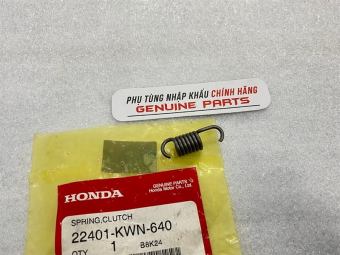 PHỤ TÙNG NHẬP KHẨU CHÍNH HÃNG
GENUINE PARTS
GENUINE PARTS
Honda Motor Co., Ltd.
HONDA
SPRING,CLUTCH
22401-KWN-640
QTY 1 B8K24